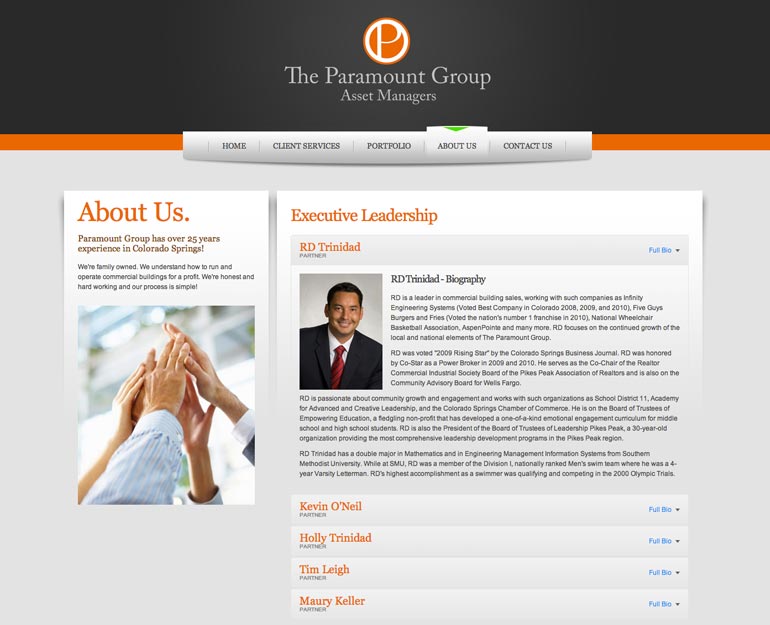 P
The Paramount Group
Asset Managers
HOME
CLIENT SERVICES
PORTFOLIO
ABOUT US
CONTACT US
About Us.
Paramount Group has over 25 years
experience in Colorado Springs!
We're family owned. We understand how to run and
operate commercial buildings for a profit. We're honest and
hard working and our process is simple!
Executive Leadership
RD Trinidad
PARTNER
Full Bio
RD Trinidad - Biography
RD is a leader in commercial building sales, working with such companies as Infinity
Engineering Systems (Voted Best Company in Colorado 2008, 2009, and 2010), Five Guys
Burgers and Fries (Voted the nation's number 1 franchise in 2010), National Wheelchair
Basketball Association, AspenPointe and many more. RD focuses on the continued growth of the
local and national elements of The Paramount Group.
RD was voted "2009 Rising Star" by the Colorado Springs Business Journal. RD was honored
by Co-Star as a Power Broker in 2009 and 2010. He serves as the Co-Chair of the Realtor
Commercial Industrial Society Board of the Pikes Peak Association of Realtors and is also on the
Community Advisory Board for Wells Fargo.
RD is passionate about community growth and engagement and works with such organizations as School District 11, Academy
for Advanced and Creative Leadership, and the Colorado Springs Chamber of Commerce. He is on the Board of Trustees of
Empowering Education, a fledgling non-profit that has developed a one-of-a-kind emotional engagement curriculum for middle
school and high school students. RD is also the President of the Board of Trustees of Leadership Pikes Peak, a 30-year-old
organization providing the most comprehensive leadership development programs in the Pikes Peak region.
RD Trinidad has a double major in Mathematics and in Engineering Management Information Systems from Southern
Methodist University. While at SMU, RD was a member of the Division I, nationally ranked Men's swim team where he was a 4-
year Varsity Letterman. RD's highest accomplishment as a swimmer was qualifying and competing in the 2000 Olympic Trials.
Kevin O'Neil
PARTNER
Full Bio
Holly Trinidad
PARTNER
Full Bio
Tim Leigh
PARTNER
Full Bio
Maury Keller
PARTNER
Full Bio